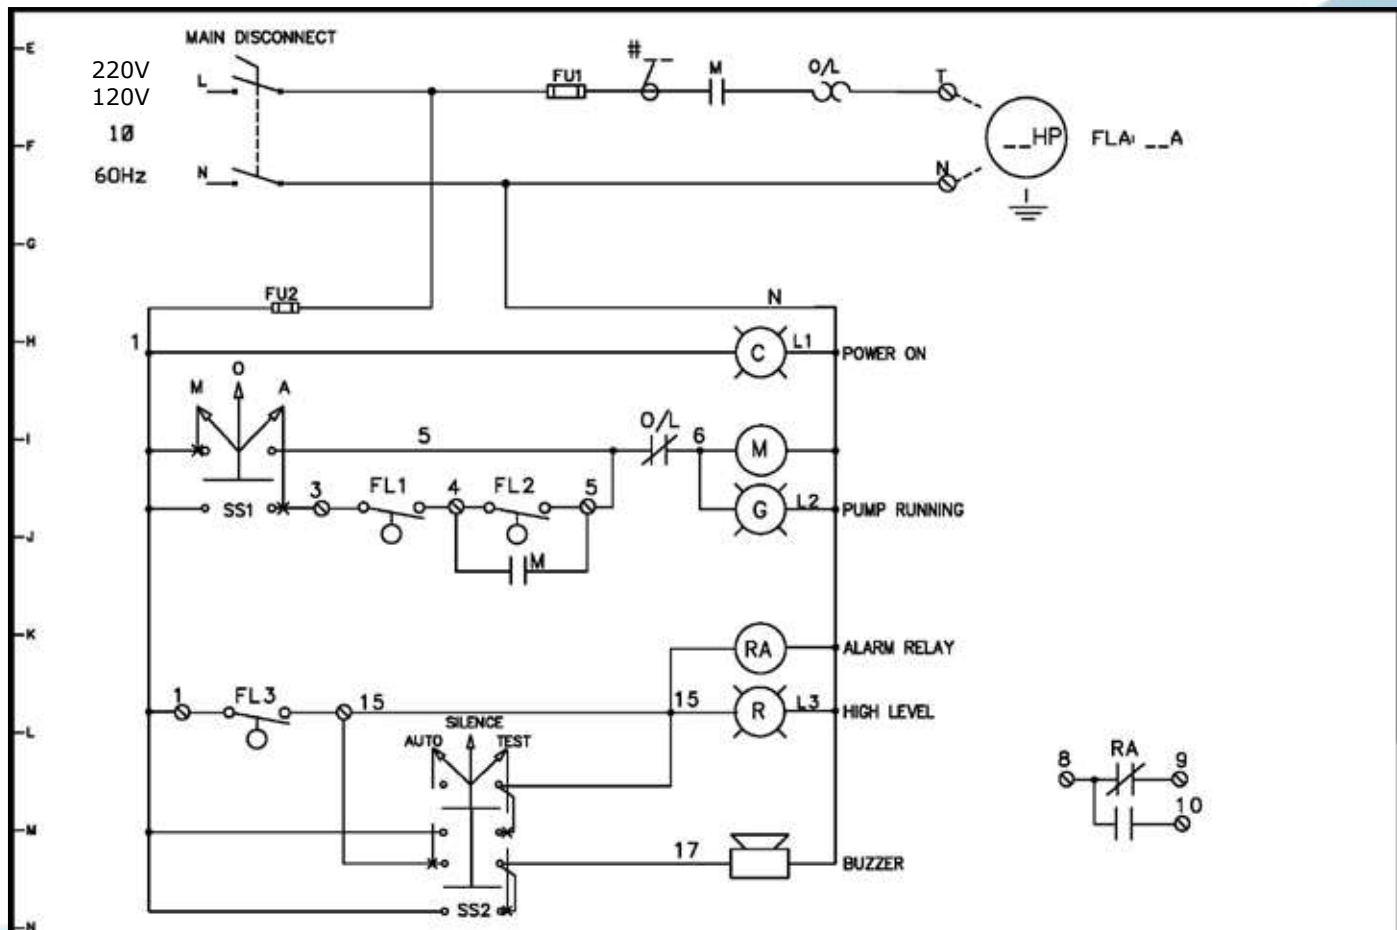 E
MAIN DISCONNECT
220V
120V
10
60Hz
L
FU1
#__
M
O/L
T
F
__HP
FLA: __A
N
N
G
FU2
N
H
1
C
L1
POWER ON
M
O
A
I
5
O/L
6
M
SS1
3
FL1
4
FL2
5
G
L2
PUMP RUNNING
J
M
K
RA
ALARM RELAY
1
FL3
15
15
R
L3
HIGH LEVEL
L
SILENCE
AUTO
TEST
8
RA
9
10
M
17
BUZZER
SS2
N